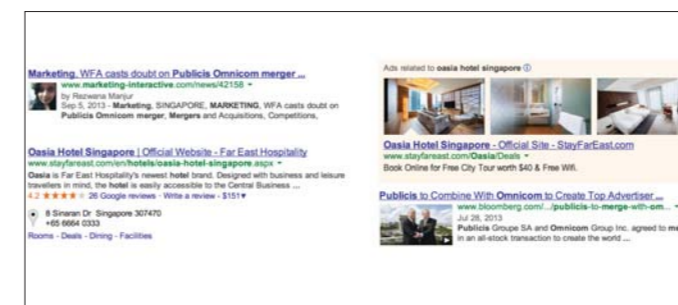 Marketing, WFA casts doubt on Publicis Omnicom merger ...
www.marketing-interactive.com/news/42158
by Rezwana Manjur
Sep 5, 2013 - Marketing, SINGAPORE, MARKETING, WFA casts doubt on
Publicis Omnicom merger, Mergers and Acquisitions, Competitions,
Oasia Hotel Singapore | Official Website - Far East Hospitality
www.stayfareast.com/en/hotels/oasia-hotel-singapore.aspx
Oasia is Far East Hospitality's newest hotel brand. Designed with business and leisure
travellers in mind, the hotel is easily accessible to the Central Business ...
4.2 ★★★★★ 26 Google reviews - Write a review - $151▼
8 Sinaran Dr Singapore 307470
+65 6664 0333
Rooms - Deals - Dining - Facilities
Ads related to oasia hotel singapore
Oasia Hotel Singapore - Official Site - StayFarEast.com
www.stayfareast.com/Oasia/Deals
Book Online for Free City Tour worth $40 & Free Wifi.
Publicis to Combine With Omnicom to Create Top Advertiser ...
www.bloomberg.com/.../publicis-to-merge-with-om...
Jul 28, 2013
Publicis Groupe SA and Omnicom Group Inc. agreed to me
in an all-stock transaction to create the world ...